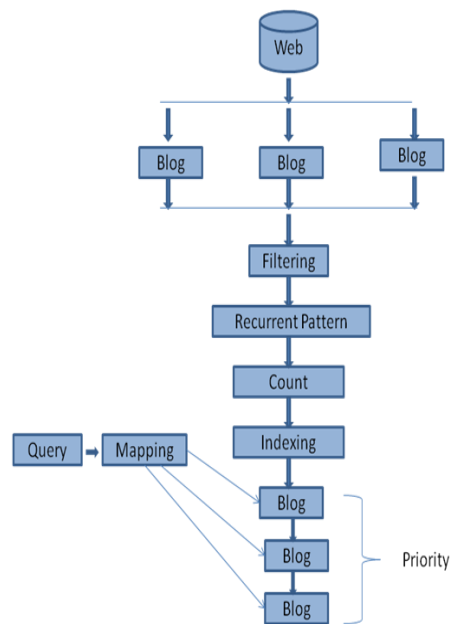 Web
Blog
Blog
Blog
Filtering
Recurrent Pattern
Count
Indexing
Query
Mapping
Blog
Blog
Priority
Blog